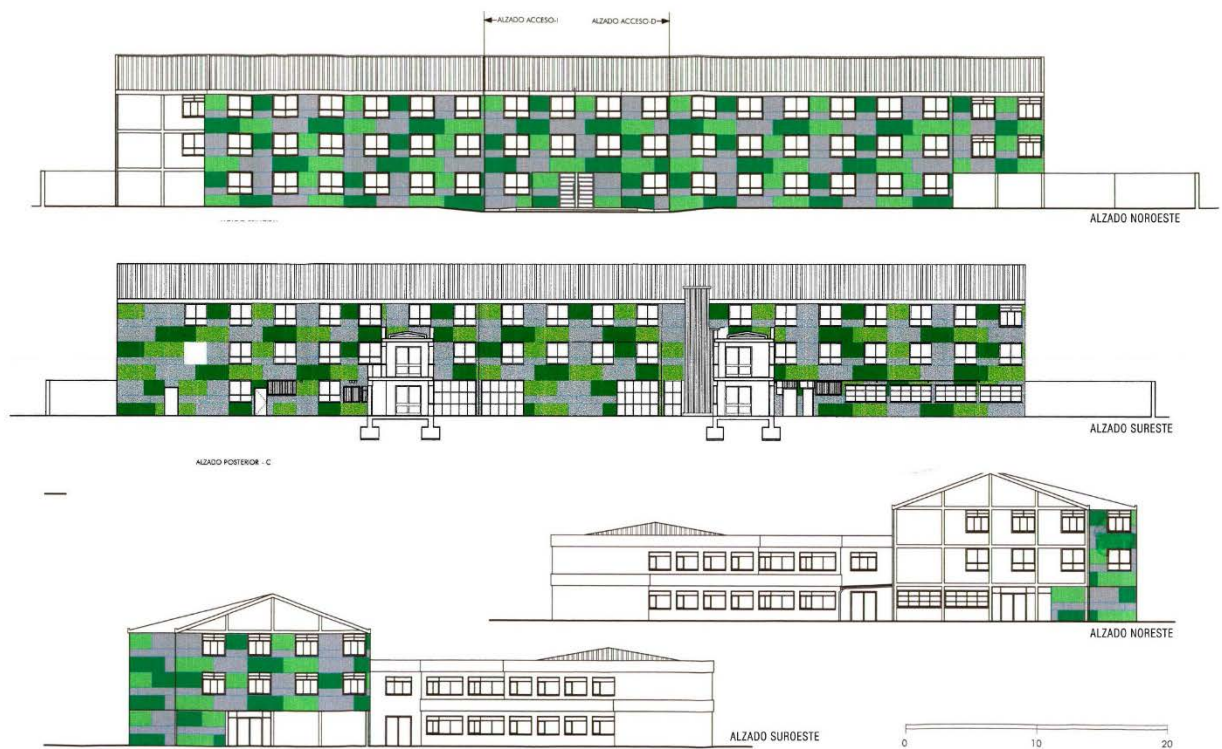 ALZADO ACCESO-I
ALZADO ACCESO-D
ALZADO NOROESTE
ALZADO SURESTE
ALZADO POSTERIOR - C
ALZADO NORESTE
ALZADO SUROESTE
0 10 20